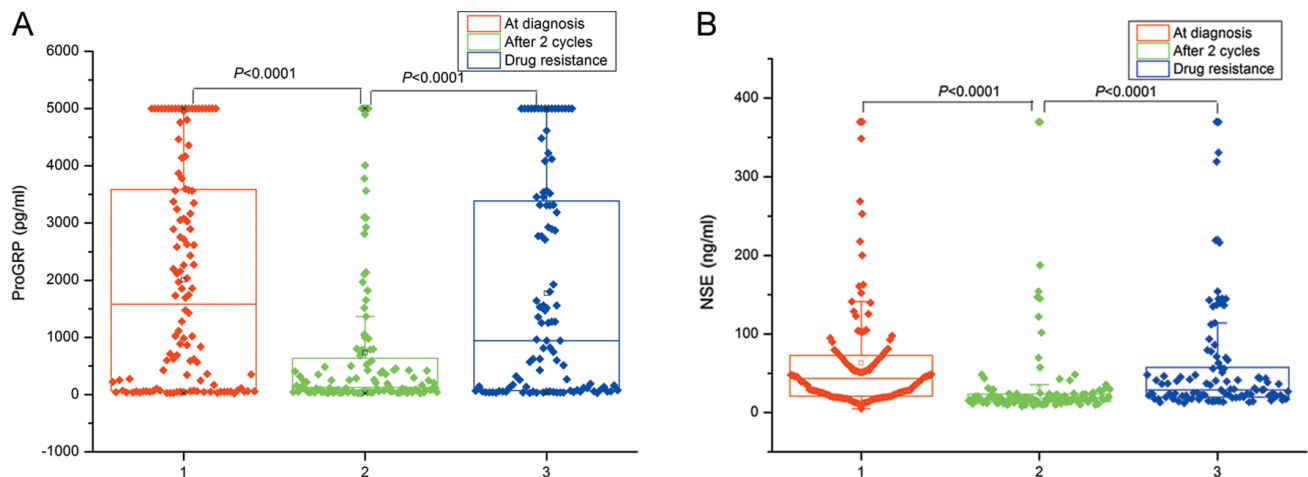 A
At diagnosis
After 2 cycles
Drug resistance
P<0.0001
P<0.0001
ProGRP (pg/ml)
6000
5000
4000
3000
2000
1000
0
-1000
1
2
3
B
At diagnosis
After 2 cycles
Drug resistance
P<0.0001
P<0.0001
NSE (ng/ml)
400
300
200
100
0
1
2
3